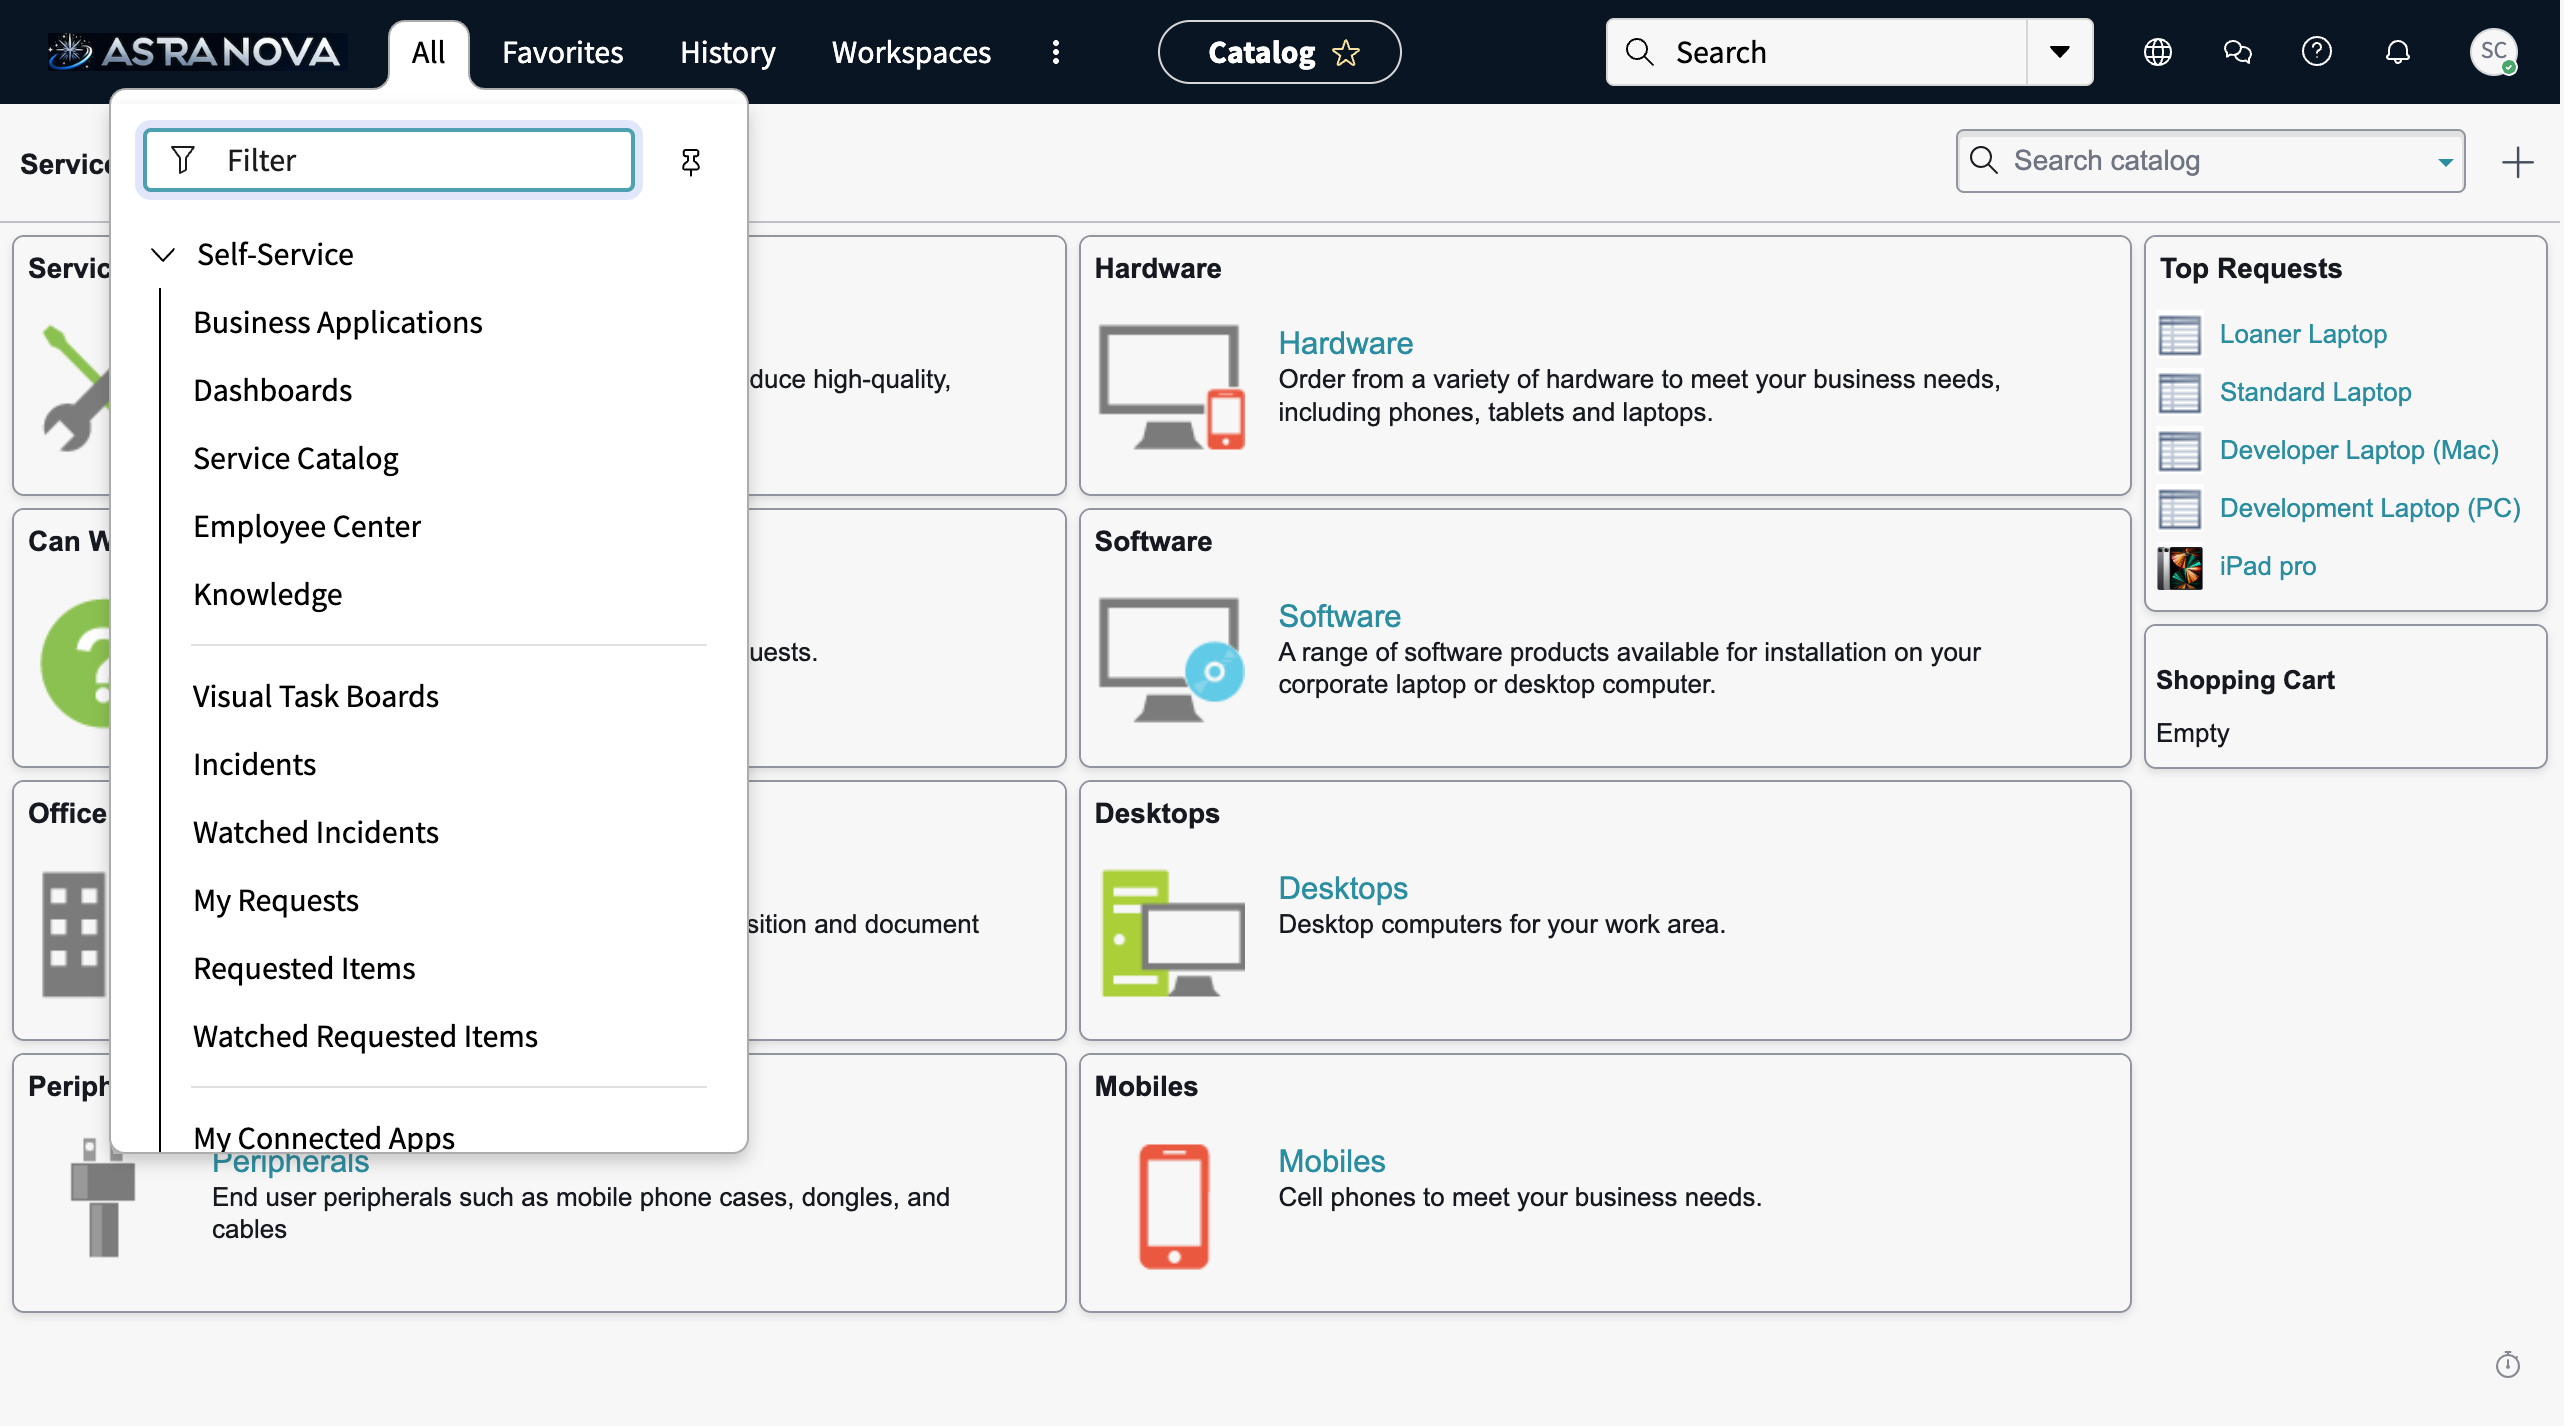 ASTRANOVA
All
Favorites
History
Workspaces
Catalog
Search
SC
Filter
Self-Service
Business Applications
Dashboards
Service Catalog
Employee Center
Knowledge
Visual Task Boards
Incidents
Watched Incidents
My Requests
Requested Items
Watched Requested Items
My Connected Apps
Search catalog
duce high-quality,
uests.
Office
sition and document
Peripherals
End user peripherals such as mobile phone cases, dongles, and
cables
Hardware
Hardware
Order from a variety of hardware to meet your business needs,
including phones, tablets and laptops.
Software
Software
A range of software products available for installation on your
corporate laptop or desktop computer.
Desktops
Desktops
Desktop computers for your work area.
Mobiles
Mobiles
Cell phones to meet your business needs.
Top Requests
Loaner Laptop
Standard Laptop
Developer Laptop (Mac)
Development Laptop (PC)
iPad pro
Shopping Cart
Empty